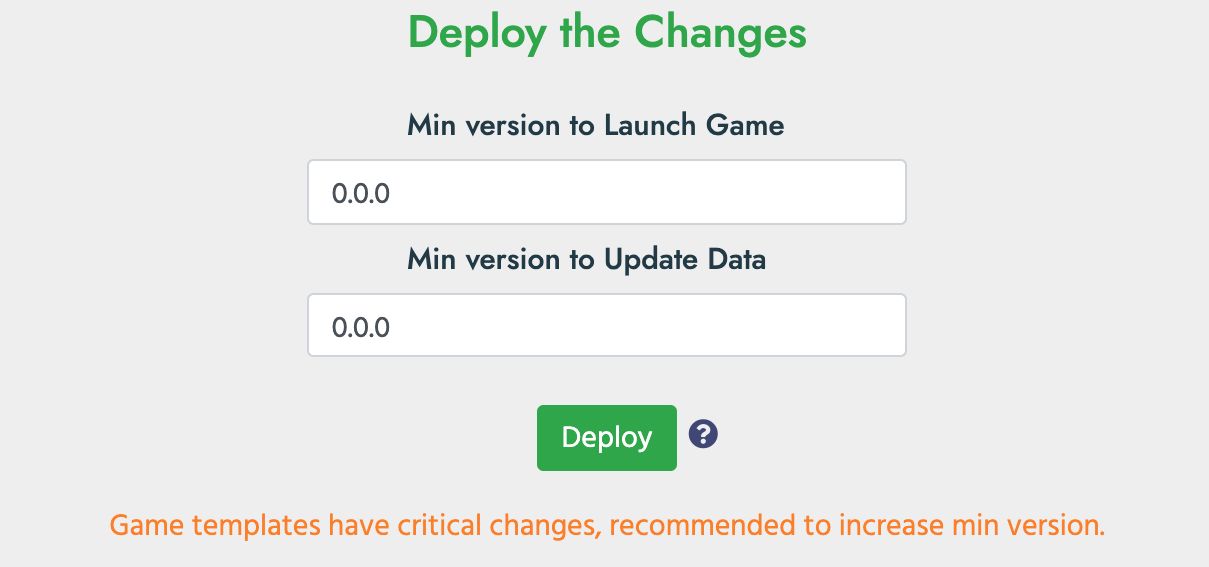 Deploy the Changes
Min version to Launch Game
0.0.0
Min version to Update Data
0.0.0
Deploy ?
Game templates have critical changes, recommended to increase min version.